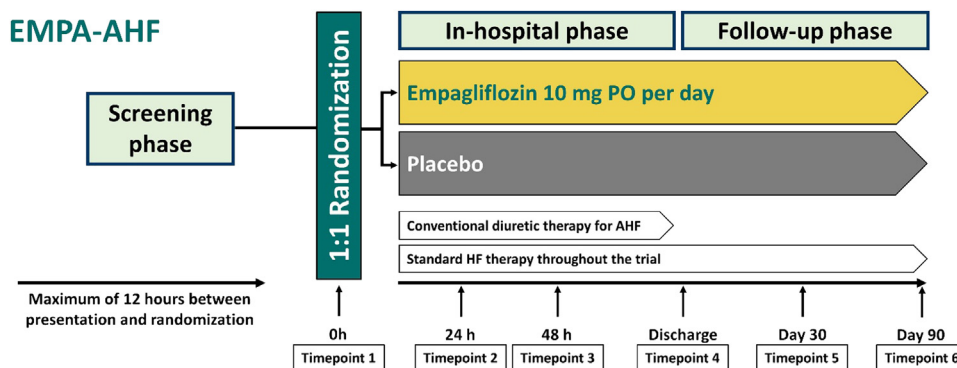 EMPA-AHF
In-hospital phase
Follow-up phase
Screening
phase
1:1 Randomization
Empagliflozin 10 mg PO per day
Placebo
Conventional diuretic therapy for AHF
Standard HF therapy throughout the trial
Maximum of 12 hours between
presentation and randomization
0h
24 h
48 h
Discharge
Day 30
Day 90
Timepoint 1
Timepoint 2
Timepoint 3
Timepoint 4
Timepoint 5
Timepoint 6